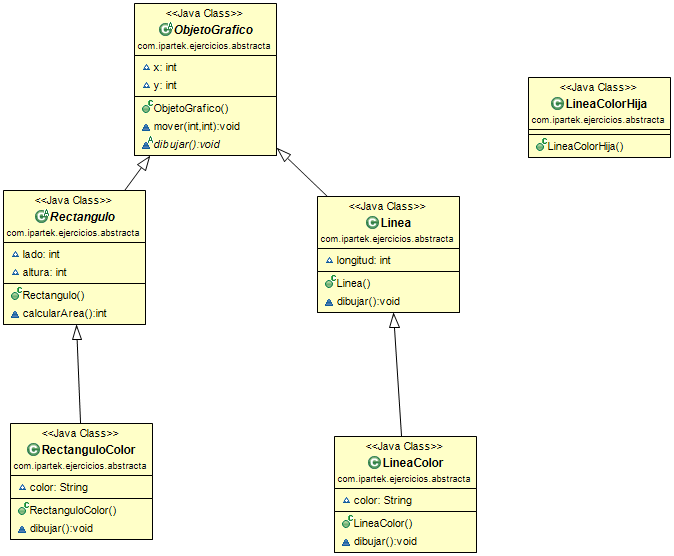 <<Java Class>>
ObjetoGrafico
com.ipartek.ejercicios.abstracta
x: int
y: int
ObjetoGrafico()
mover(int,int):void
dibujar():void
<<Java Class>>
LineaColorHija
com.ipartek.ejercicios.abstracta
LineaColorHija()
<<Java Class>>
Rectangulo
com.ipartek.ejercicios.abstracta
lado: int
altura: int
Rectangulo()
calcularArea():int
<<Java Class>>
Linea
com.ipartek.ejercicios.abstracta
longitud: int
Linea()
dibujar():void
<<Java Class>>
RectanguloColor
com.ipartek.ejercicios.abstracta
color: String
RectanguloColor()
dibujar():void
<<Java Class>>
LineaColor
com.ipartek.ejercicios.abstracta
color: String
LineaColor()
dibujar():void